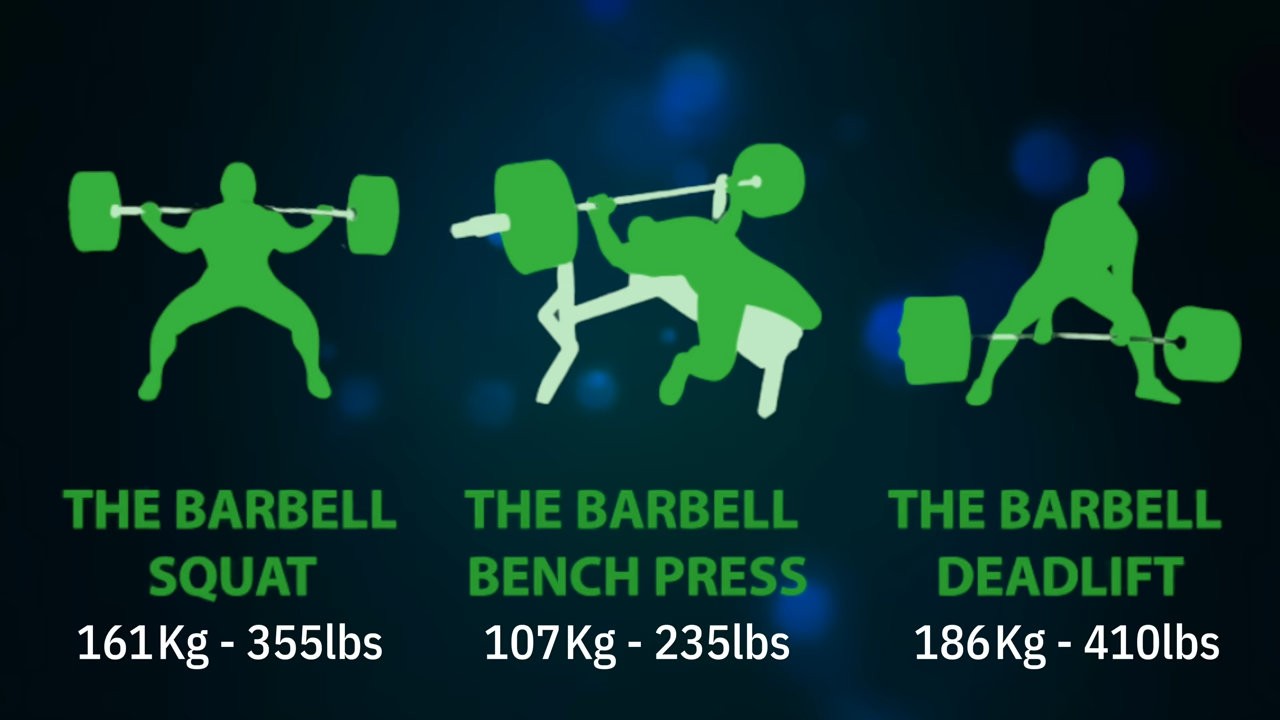 THE BARBELL
SQUAT
161Kg - 355lbs
THE BARBELL
BENCH PRESS
107Kg - 235lbs
THE BARBELL
DEADLIFT
186Kg - 410lbs